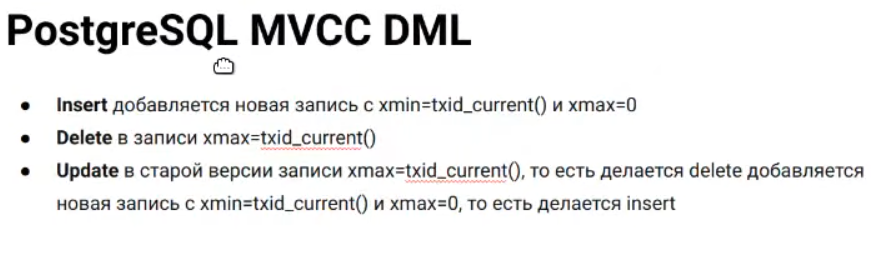 PostgreSQL MVCC DML
● Insert добавляется новая запись с xmin=txid_current() и xmax=0
● Delete в записи xmax=txid_current()
● Update в старой версии записи xmax=txid_current(), то есть делается delete добавляется
новая запись с xmin=txid_current() и xmax=0, то есть делается insert